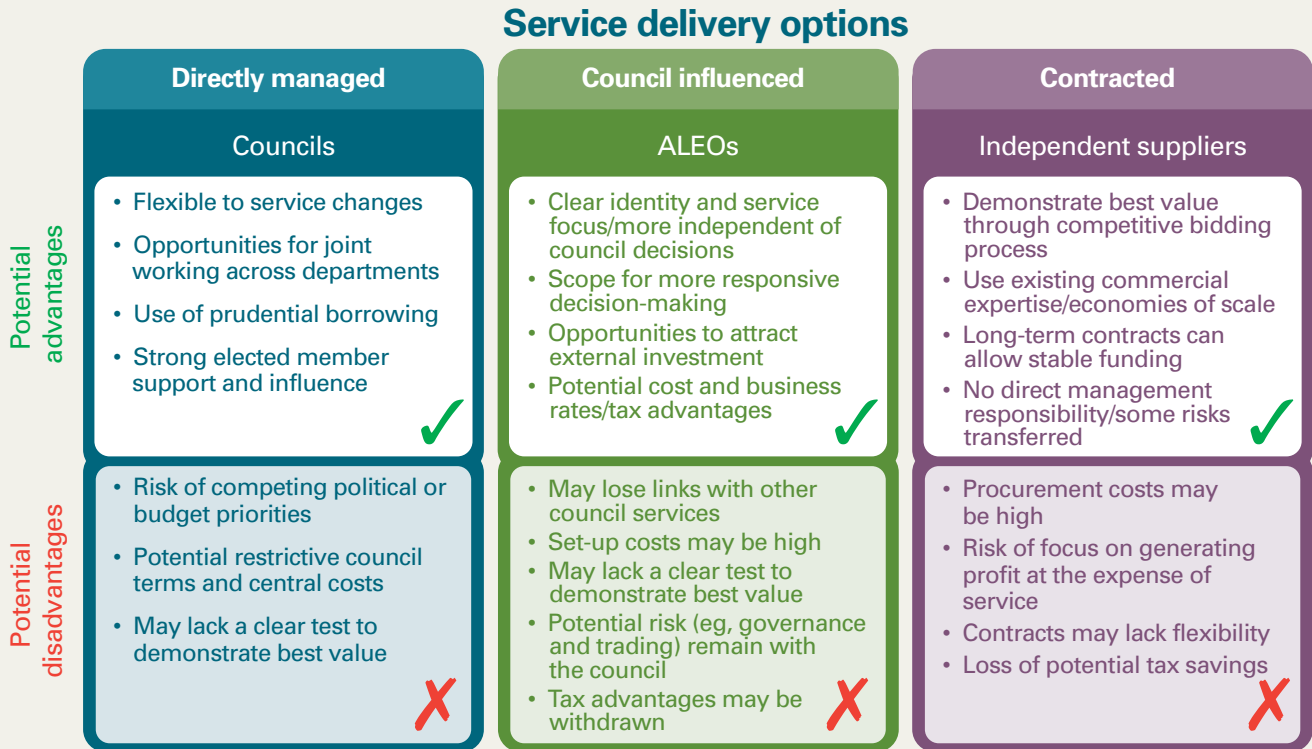 Service delivery options
Directly managed
Councils
Potential
advantages
• Flexible to service changes
• Opportunities for joint
working across departments
• Use of prudential borrowing
• Strong elected member
support and influence
Potential
disadvantages
• Risk of competing political or
budget priorities
• Potential restrictive council
terms and central costs
• May lack a clear test to
demonstrate best value
Council influenced
ALEOs
• Clear identity and service
focus/more independent of
council decisions
• Scope for more responsive
decision-making
• Opportunities to attract
external investment
• Potential cost and business
rates/tax advantages
• May lose links with other
council services
• Set-up costs may be high
• May lack a clear test to
demonstrate best value
• Potential risk (eg, governance
and trading) remain with
the council
• Tax advantages may be
withdrawn
Contracted
Independent suppliers
• Demonstrate best value
through competitive bidding
process
• Use existing commercial
expertise/economies of scale
• Long-term contracts can
allow stable funding
• No direct management
responsibility/some risks
transferred
• Procurement costs may
be high
• Risk of focus on generating
profit at the expense of
service
• Contracts may lack flexibility
• Loss of potential tax savings